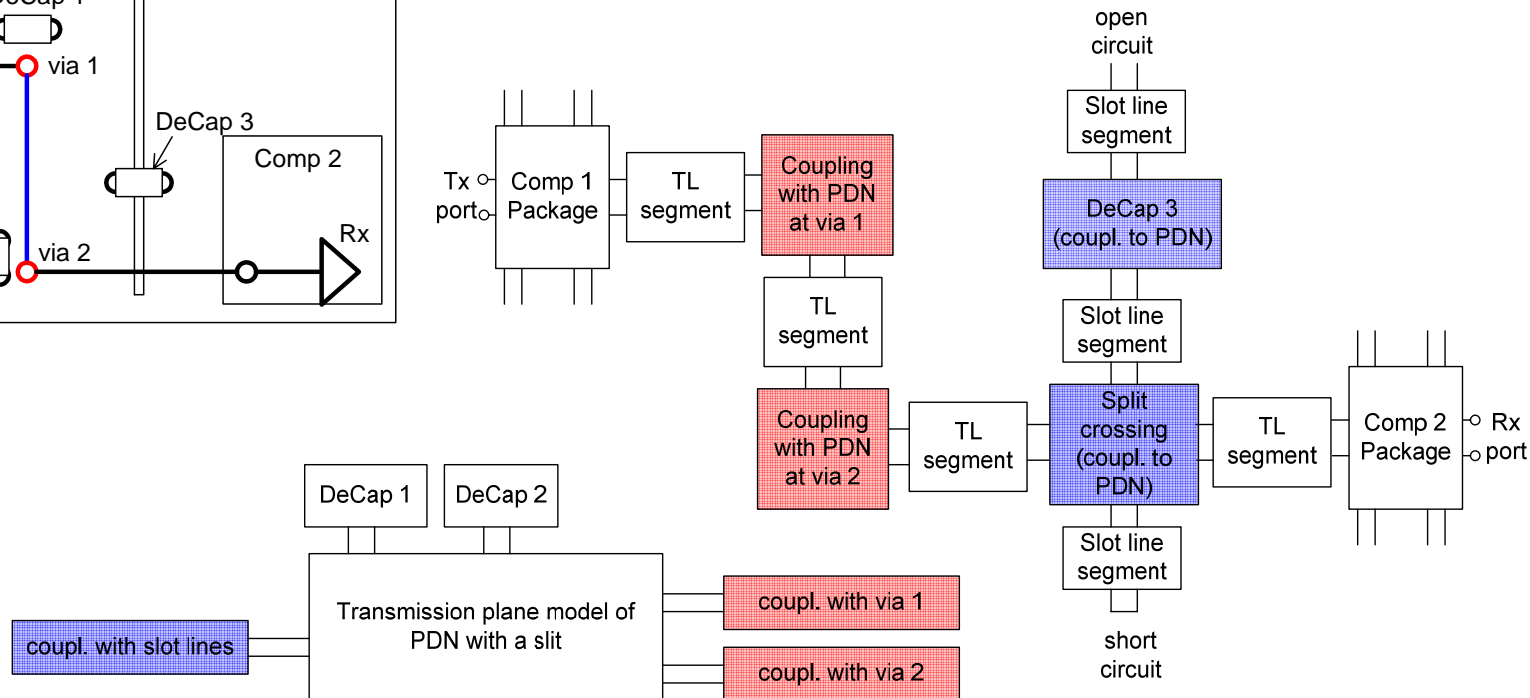 DeCap 1
via 1
DeCap 3
Comp 2
Rx
via 2
Tx
port
Comp 1
Package
TL
segment
Coupling
with PDN
at via 1
TL
segment
Coupling
with PDN
at via 2
TL
segment
open
circuit
Slot line
segment
DeCap 3
(coupl. to PDN)
Slot line
segment
Split
crossing
(coupl. to
PDN)
TL
segment
Comp 2
Package
Rx
port
Slot line
segment
short
circuit
DeCap 1
DeCap 2
Transmission plane model of
PDN with a slit
coupl. with slot lines
coupl. with via 1
coupl. with via 2